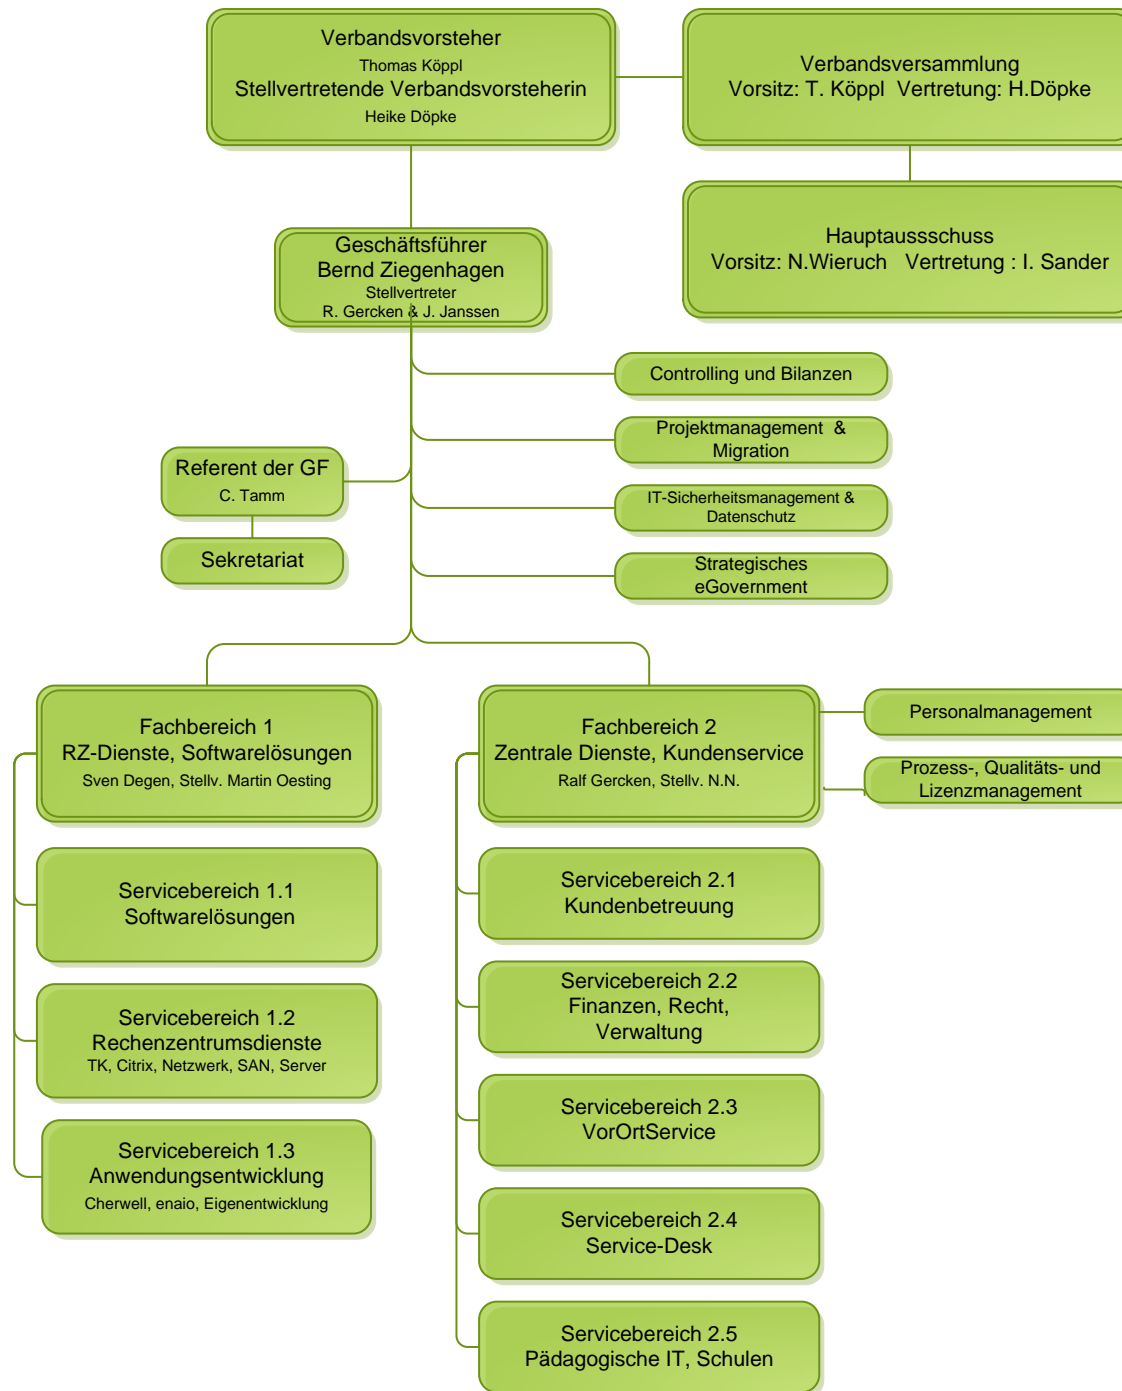 Verbandsvorsteher
Thomas Köppl
Stellvertretende Verbandsvorsteherin
Heike Döpke
Verbandsversammlung
Vorsitz: T. Köppl  Vertretung: H.Döpke
Hauptaussschuss
Vorsitz: N.Wieruch   Vertretung : I. Sander
Geschäftsführer
Bernd Ziegenhagen
Stellvertreter
R. Gercken & J. Janssen
Controlling und Bilanzen
Projektmanagement  &
Migration
IT-Sicherheitsmanagement &
Datenschutz
Strategisches
eGovernment
Referent der GF
C. Tamm
Sekretariat
Fachbereich 1
RZ-Dienste, Softwarelösungen
Sven Degen, Stellv. Martin Oesting
Servicebereich 1.1
Softwarelösungen
Servicebereich 1.2
Rechenzentrumsdienste
TK, Citrix, Netzwerk, SAN, Server
Servicebereich 1.3
Anwendungsentwicklung
Cherwell, enaio, Eigenentwicklung
Fachbereich 2
Zentrale Dienste, Kundenservice
Ralf Gercken, Stellv. N.N.
Personalmanagement
Prozess-, Qualitäts- und
Lizenzmanagement
Servicebereich 2.1
Kundenbetreuung
Servicebereich 2.2
Finanzen, Recht,
Verwaltung
Servicebereich 2.3
VorOrtService
Servicebereich 2.4
Service-Desk
Servicebereich 2.5
Pädagogische IT, Schulen